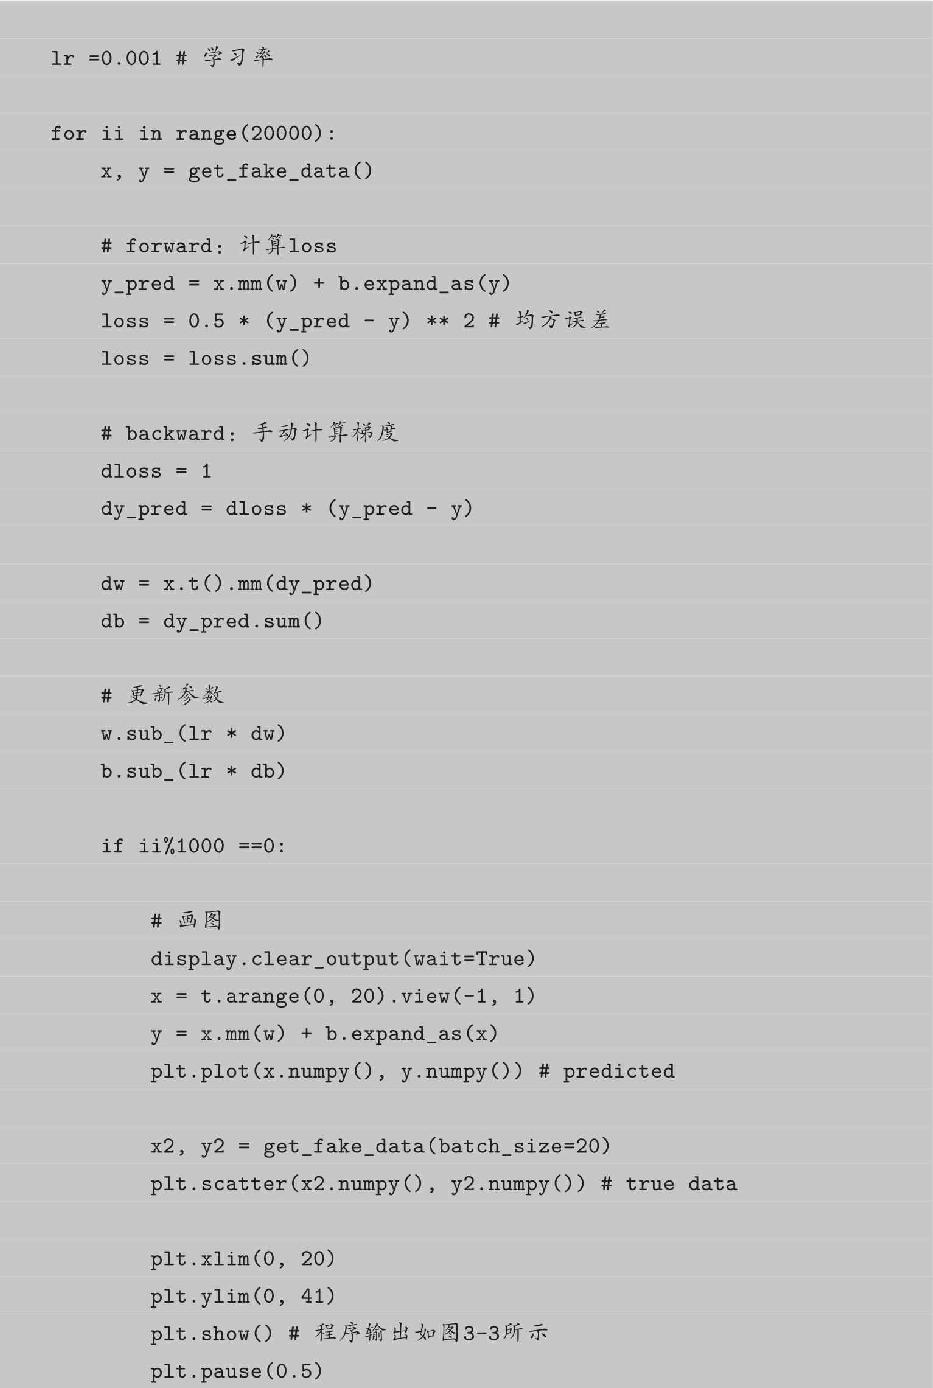 lr =0.001 # 学习率
for ii in range(20000):
x, y = get_fake_data()
# forward: 计算loss
y_pred = x.mm(w) + b.expand_as(y)
loss = 0.5 * (y_pred - y) ** 2 # 均方误差
loss = loss.sum()
# backward: 手动计算梯度
dloss = 1
dy_pred = dloss * (y_pred - y)
dw = x.t().mm(dy_pred)
db = dy_pred.sum()
# 更新参数
w.sub_(lr * dw)
b.sub_(lr * db)
if ii%1000 ==0:
# 画图
display.clear_output(wait=True)
x = t.arange(0, 20).view(-1, 1)
y = x.mm(w) + b.expand_as(x)
plt.plot(x.numpy(), y.numpy()) # predicted
x2, y2 = get_fake_data(batch_size=20)
plt.scatter(x2.numpy(), y2.numpy()) # true data
plt.xlim(0, 20)
plt.ylim(0, 41)
plt.show() # 程序输出如图3-3所示
plt.pause(0.5)